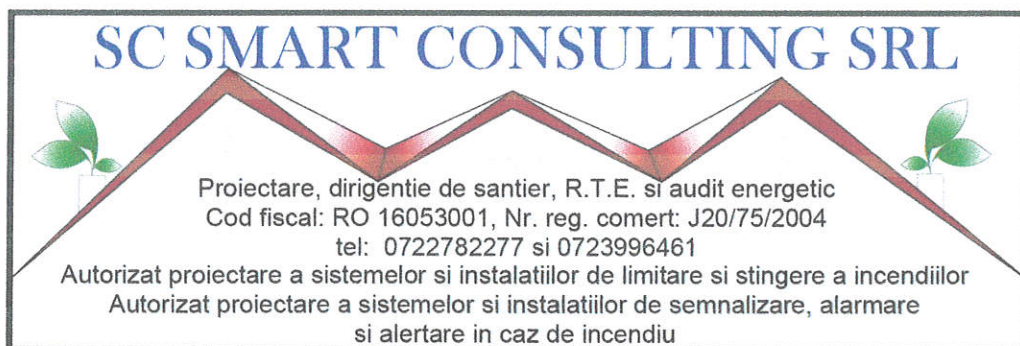 SC SMART CONSULTING SRL
Proiectare, dirigentie de santier, R.T.E. si audit energetic
Cod fiscal: RO 16053001, Nr. reg. comert: J20/75/2004
tel: 0722782277 si 0723996461
Autorizat proiectare a sistemelor si instalatiilor de limitare si stingere a incendiilor
Autorizat proiectare a sistemelor si instalatiilor de semnalizare, alarmare
si alertare in caz de incendiu